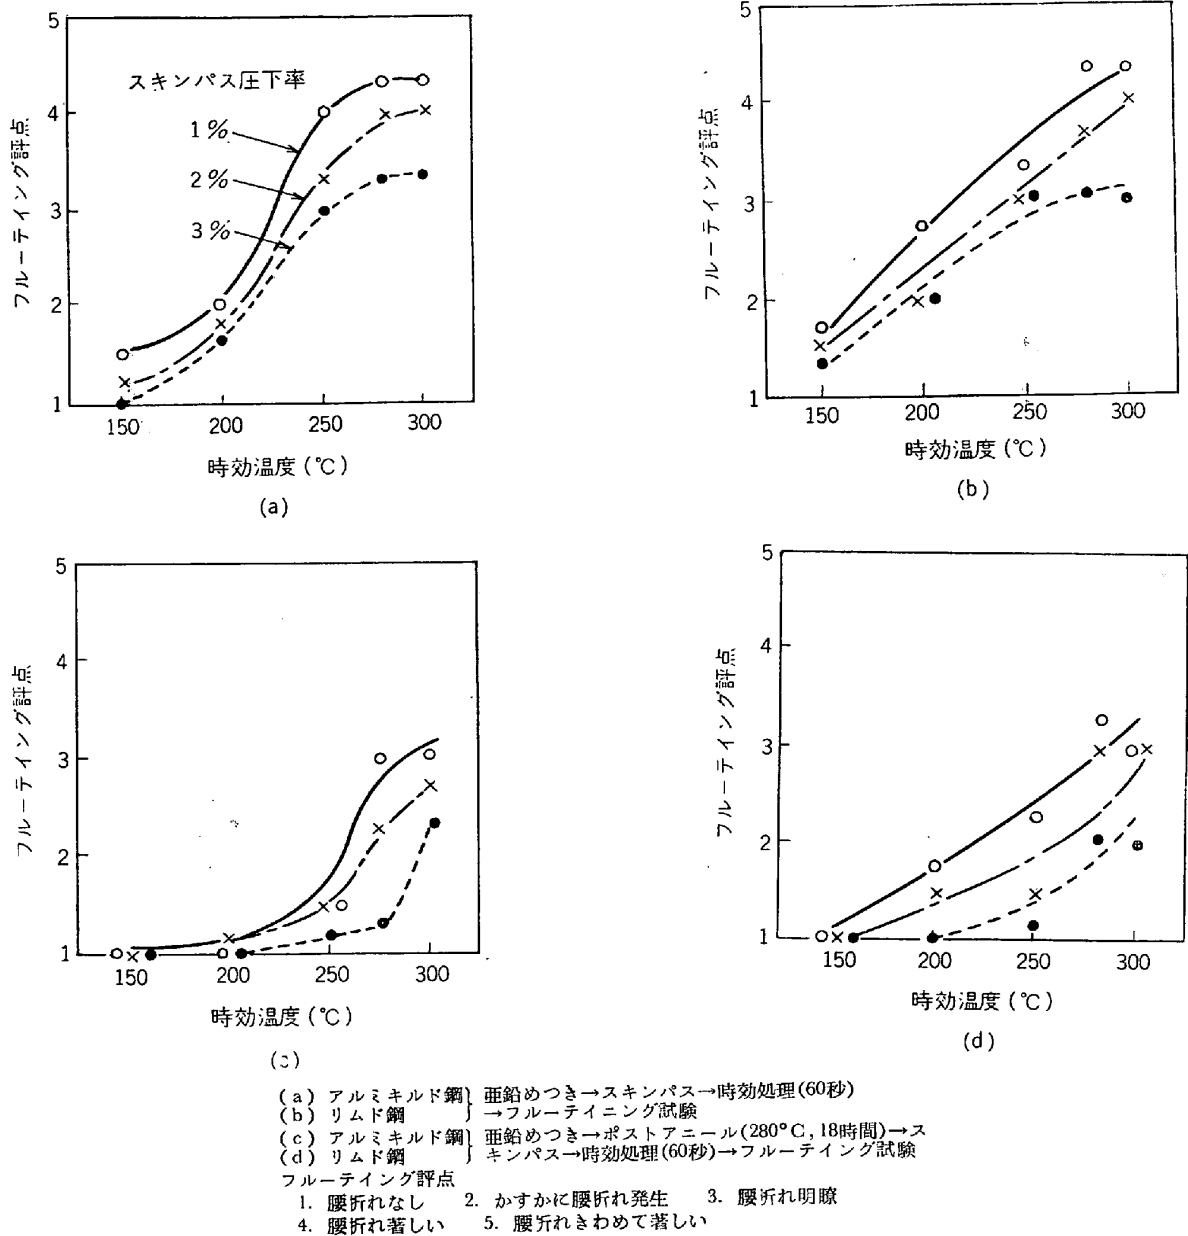 5
4
3
2
1
フルーテイング評点
スキンパス圧下率
1%
2%
3%
150 200 250 300
時効温度(℃)
(a)
5
4
3
2
1
フルーテイング評点
150 200 250 300
時効温度(℃)
(b)
5
4
3
2
1
フルーテイング評点
150 200 250 300
時効温度(℃)
(c)
5
4
3
2
1
フルーテイング評点
150 200 250 300
時効温度(℃)
(d)
(a) アルミキルド鋼} 亜鉛めつき→スキンパス→時効処理(60秒)
(b) リムド鋼 } →フルーテイニング試験
(c) アルミキルド鋼} 亜鉛めつき→ポストアニール(280°C, 18時間)→ス
(d) リムド鋼 } キンパス→時効処理(60秒)→フルーテイング試験
フルーテイング評点
1. 腰折れなし 2. かすかに腰折れ発生 3. 腰折れ明瞭
4. 腰折れ著しい 5. 腰折れきわめて著しい